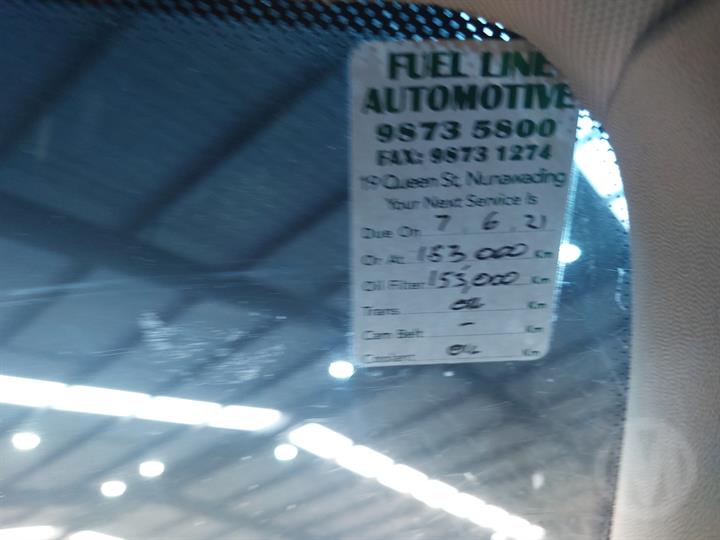 FUEL LINE
AUTOMOTIVE
9873 5800
FAX: 9873 1274
19 Queen St, Nunawading
Your Next Service Is
Due On 7 . 6 . 21
Or At 153,000 Km
Oil Filter 155,000 Km
Trans OK Km
Cam Belt - Km
Coolant OK Km